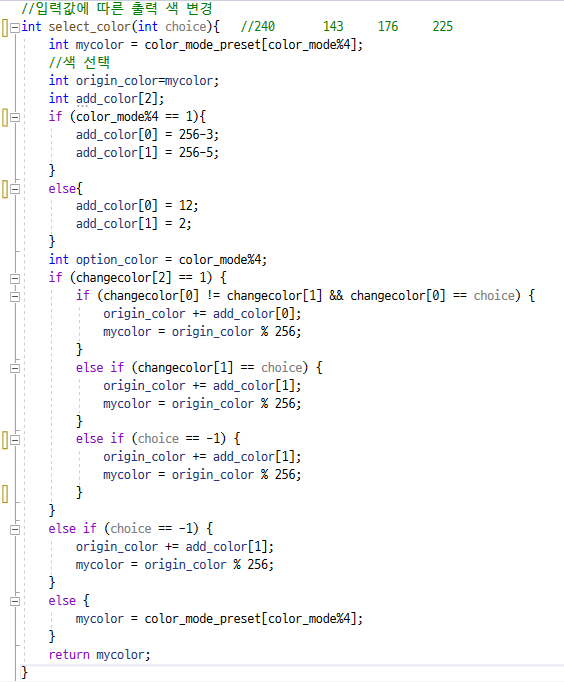 //입력값에 따른 출력 색 변경
int select_color(int choice){   //240       143     176     225
    int mycolor = color_mode_preset[color_mode%4];
    //색 선택
    int origin_color=mycolor;
    int add_color[2];
    if (color_mode%4 == 1){
        add_color[0] = 256-3;
        add_color[1] = 256-5;
    }
    else{
        add_color[0] = 12;
        add_color[1] = 2;
    }
    int option_color = color_mode%4;
    if (changecolor[2] == 1) {
        if (changecolor[0] != changecolor[1] && changecolor[0] == choice) {
            origin_color += add_color[0];
            mycolor = origin_color % 256;
        }
        else if (changecolor[1] == choice) {
            origin_color += add_color[1];
            mycolor = origin_color % 256;
        }
        else if (choice == -1) {
            origin_color += add_color[1];
            mycolor = origin_color % 256;
        }
    }
    else if (choice == -1) {
        origin_color += add_color[1];
        mycolor = origin_color % 256;
    }
    else {
        mycolor = color_mode_preset[color_mode%4];
    }
    return mycolor;
}